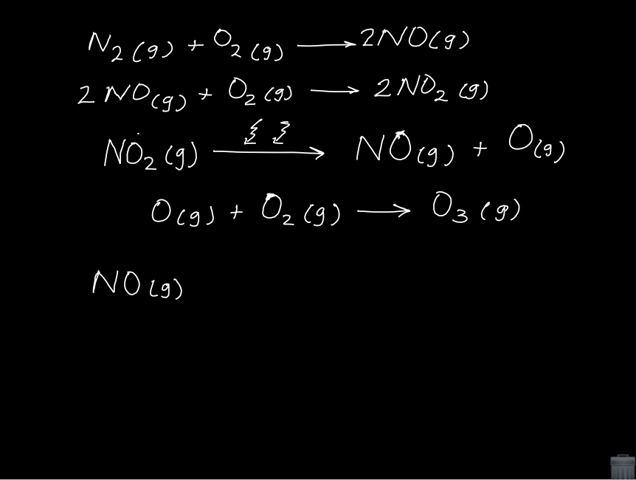 N₂(g) + O₂(g) ⟶ 2NO(g)
2NO(g) + O₂(g) ⟶ 2NO₂(g)
NO₂(g) ⟶ NO(g) + O(g)
O(g) + O₂(g) ⟶ O₃(g)
NO(g)